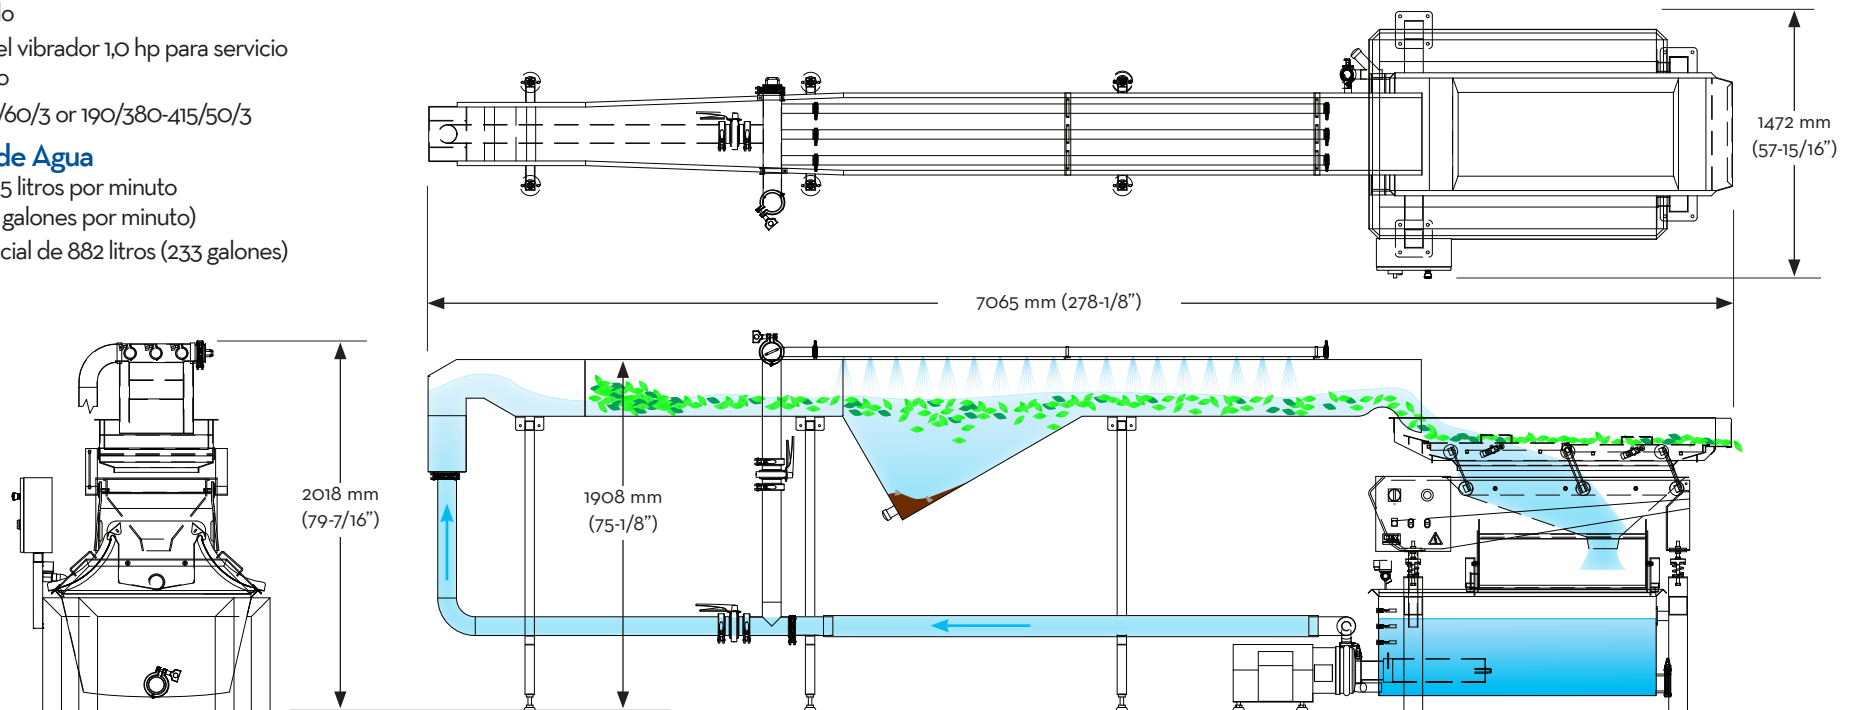 lo
el vibrador 1,0 hp para servicio
o
/60/3 or 190/380-415/50/3
de Agua
5 litros por minuto
galones por minuto)
cial de 882 litros (233 galones)
1472 mm
(57-15/16”)
7065 mm (278-1/8”)
2018 mm
(79-7/16”)
1908 mm
(75-1/8”)